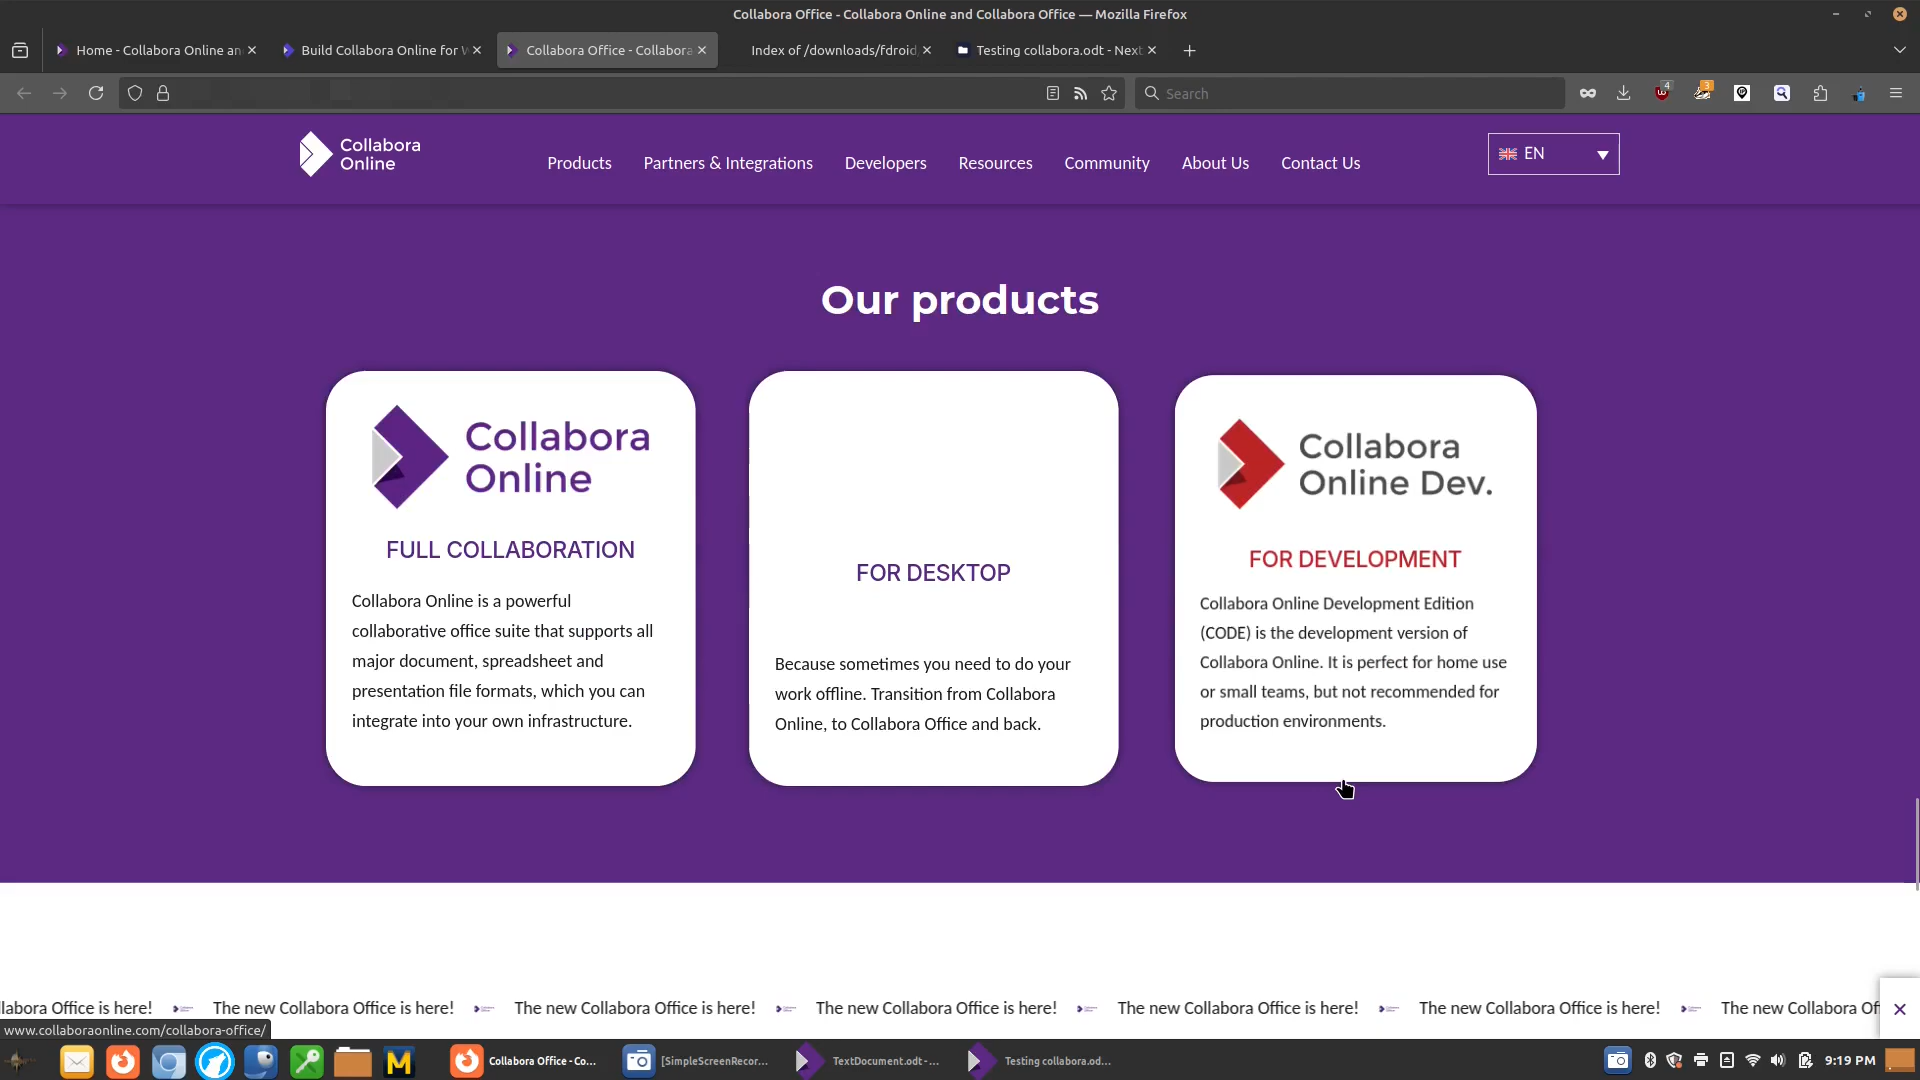 Collabora Office - Collabora Online and Collabora Office — Mozilla Firefox
Home - Collabora Online an
Build Collabora Online for W
Collabora Office - Collabora
Index of /downloads/fdroid
Testing collabora.odt - Next
Search
4
3
Collabora
Online
Products
Partners & Integrations
Developers
Resources
Community
About Us
Contact Us
EN
Our products
Collabora
Online
FULL COLLABORATION
Collabora Online is a powerful
collaborative office suite that supports all
major document, spreadsheet and
presentation file formats, which you can
integrate into your own infrastructure.
FOR DESKTOP
Because sometimes you need to do your
work offline. Transition from Collabora
Online, to Collabora Office and back.
Collabora
Online Dev.
FOR DEVELOPMENT
Collabora Online Development Edition
(CODE) is the development version of
Collabora Online. It is perfect for home use
or small teams, but not recommended for
production environments.
labora Office is here! The new Collabora Office is here! The new Collabora Office is here! The new Collabora Office is here! The new Collabora Office is here! The new Collabora Office is here! The new Collabora Of
www.collaboraonline.com/collabora-office/
Collabora Office - Co...
[SimpleScreenRecor...
TextDocument.odt - ...
Testing collabora.od...
9:19 PM